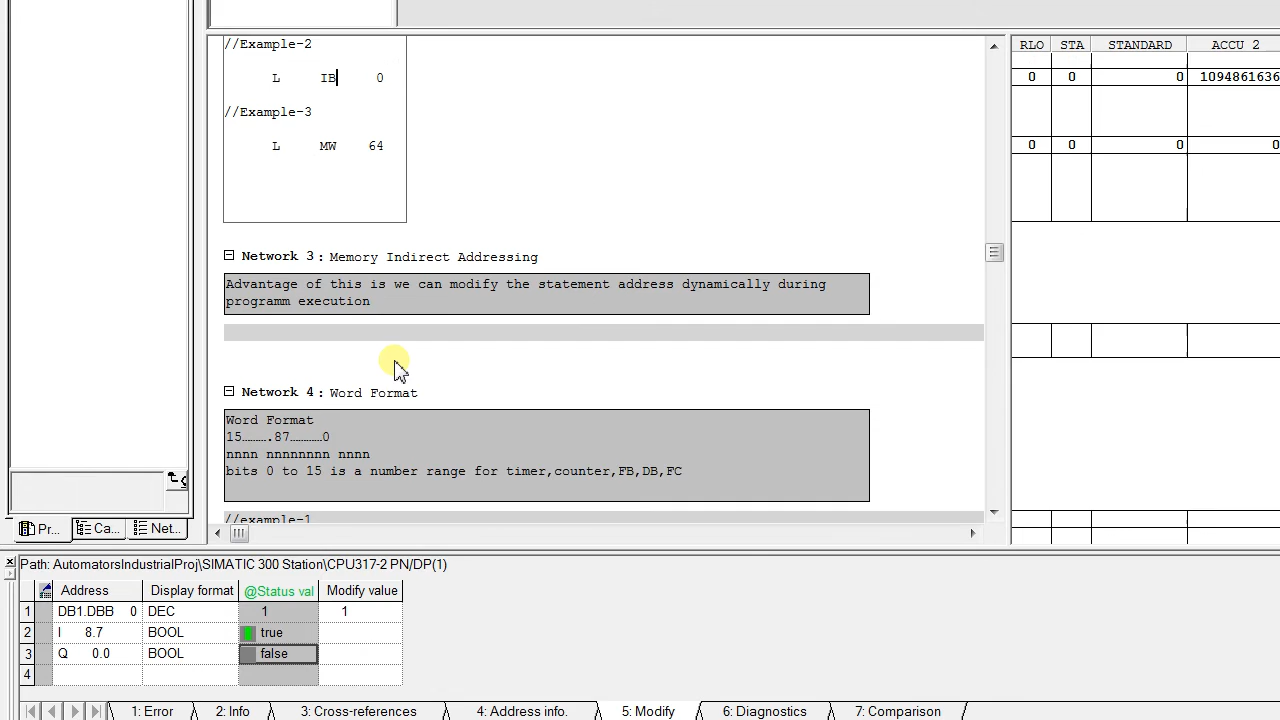 //Example-2
L IB 0
//Example-3
L MW 64
Network 3 : Memory Indirect Addressing
Advantage of this is we can modify the statement address dynamically during
programm execution
Network 4 : Word Format
Word Format
15..........87............0
nnnn nnnnnnnn nnnn
bits 0 to 15 is a number range for timer,counter,FB,DB,FC
//example-1
RLO STA STANDARD ACCU 2
0 0 0 1094861636
0 0 0 0
Pr... Ca... Net...
Path: AutomatorsIndustrialProj\SIMATIC 300 Station\CPU317-2 PN/DP(1)
Address Display format @Status val Modify value
1 DB1.DBB 0 DEC 1 1
2 I 8.7 BOOL true
3 Q 0.0 BOOL false
4
1: Error 2: Info 3: Cross-references 4: Address info. 5: Modify 6: Diagnostics 7: Comparison